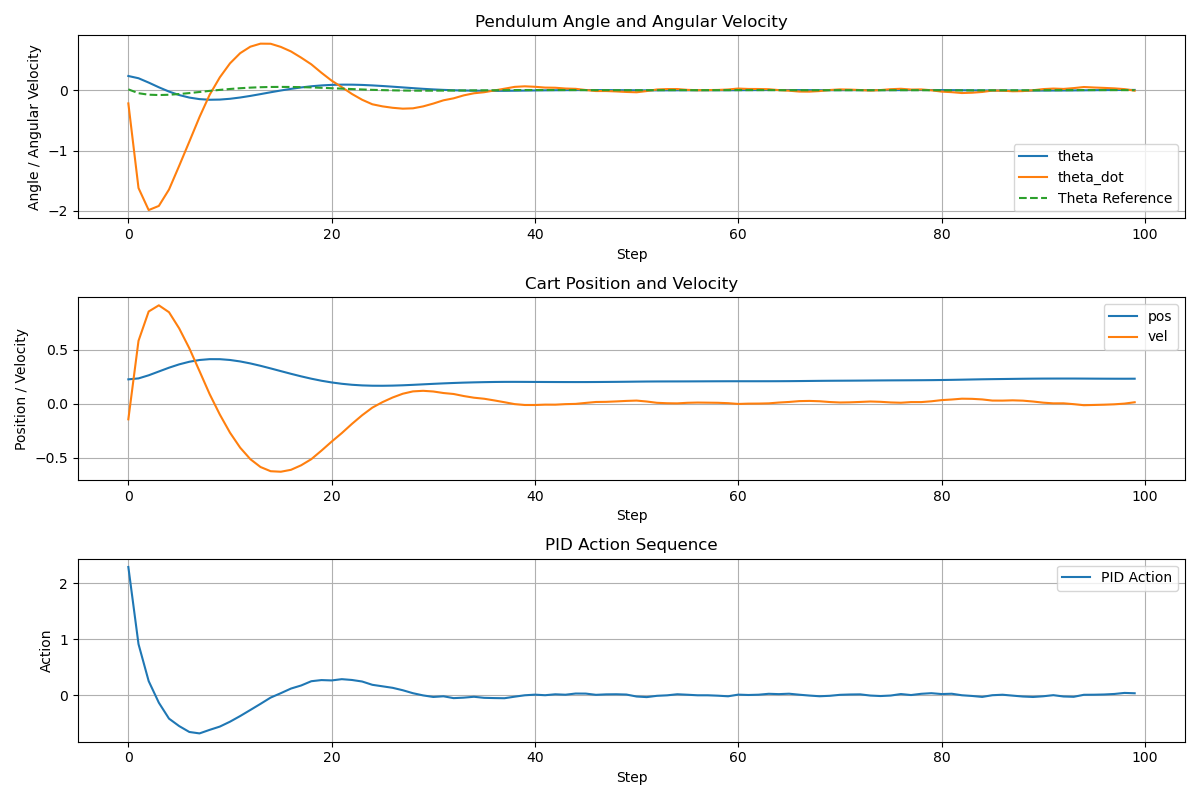 Pendulum Angle and Angular Velocity
Angle / Angular Velocity
0
−1
−2
theta
theta_dot
Theta Reference
0 20 40 60 80 100
Step
Cart Position and Velocity
Position / Velocity
0.5
0.0
−0.5
pos
vel
0 20 40 60 80 100
Step
PID Action Sequence
Action
2
1
0
PID Action
0 20 40 60 80 100
Step